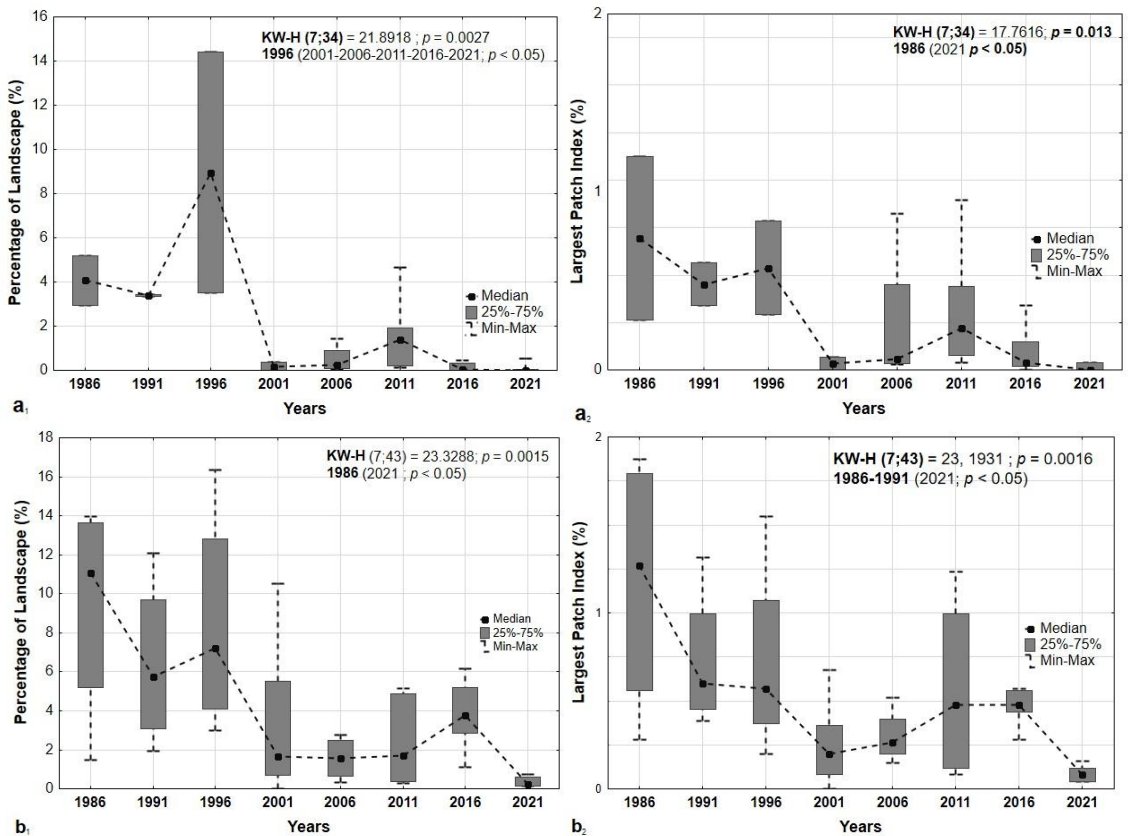 KW-H (7;34) = 21.8918 ; p = 0.0027
1996 (2001-2006-2011-2016-2021; p < 0.05)
Percentage of Landscape (%)
16
14
12
10
8
6
4
2
0
Median
25%-75%
Min-Max
1986 1991 1996 2001 2006 2011 2016 2021
Years
a1
KW-H (7;34) = 17.7616; p = 0.013
1986 (2021 p < 0.05)
Largest Patch Index (%)
2
1
0
Median
25%-75%
Min-Max
1986 1991 1996 2001 2006 2011 2016 2021
Years
a2
KW-H (7;43) = 23.3288; p = 0.0015
1986 (2021 ; p < 0.05)
Percentage of Landscape (%)
18
16
14
12
10
8
6
4
2
0
Median
25%-75%
Min-Max
1986 1991 1996 2001 2006 2011 2016 2021
Years
b1
KW-H (7;43) = 23, 1931 ; p = 0.0016
1986-1991 (2021; p < 0.05)
Largest Patch Index (%)
2
1
0
Median
25%-75%
Min-Max
1986 1991 1996 2001 2006 2011 2016 2021
Years
b2